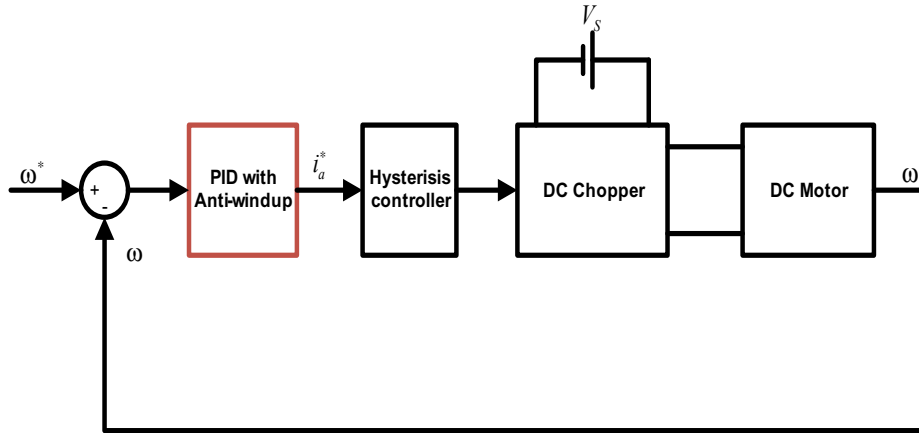 V_S
ω*
+
-
PID with
Anti-windup
i_a^*
Hysterisis
controller
DC Chopper
DC Motor
ω
ω